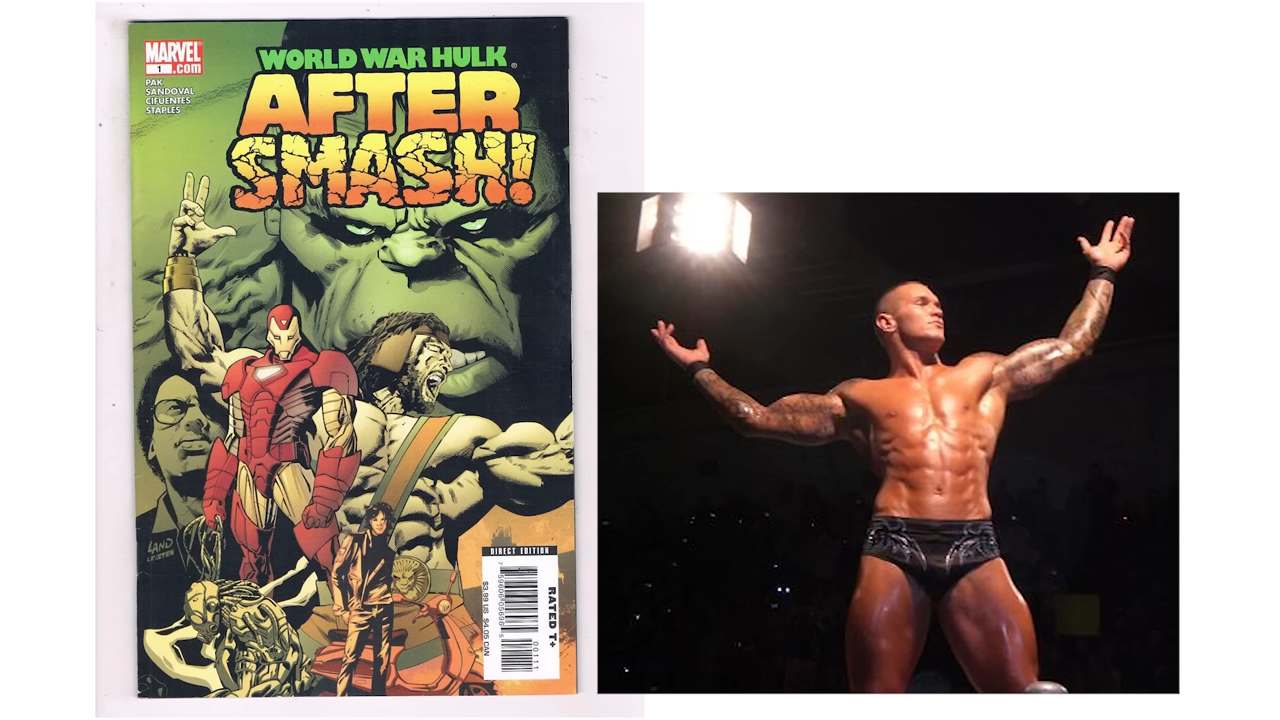 MARVEL
1
.com
PAK
SANDOVAL
CIFUENTES
STAPLES
WORLD WAR HULK
AFTER
SMASH!
LAND
LEISTEN
DIRECT EDITION
RATED T+
00111
$3.99 US $4.05 CAN